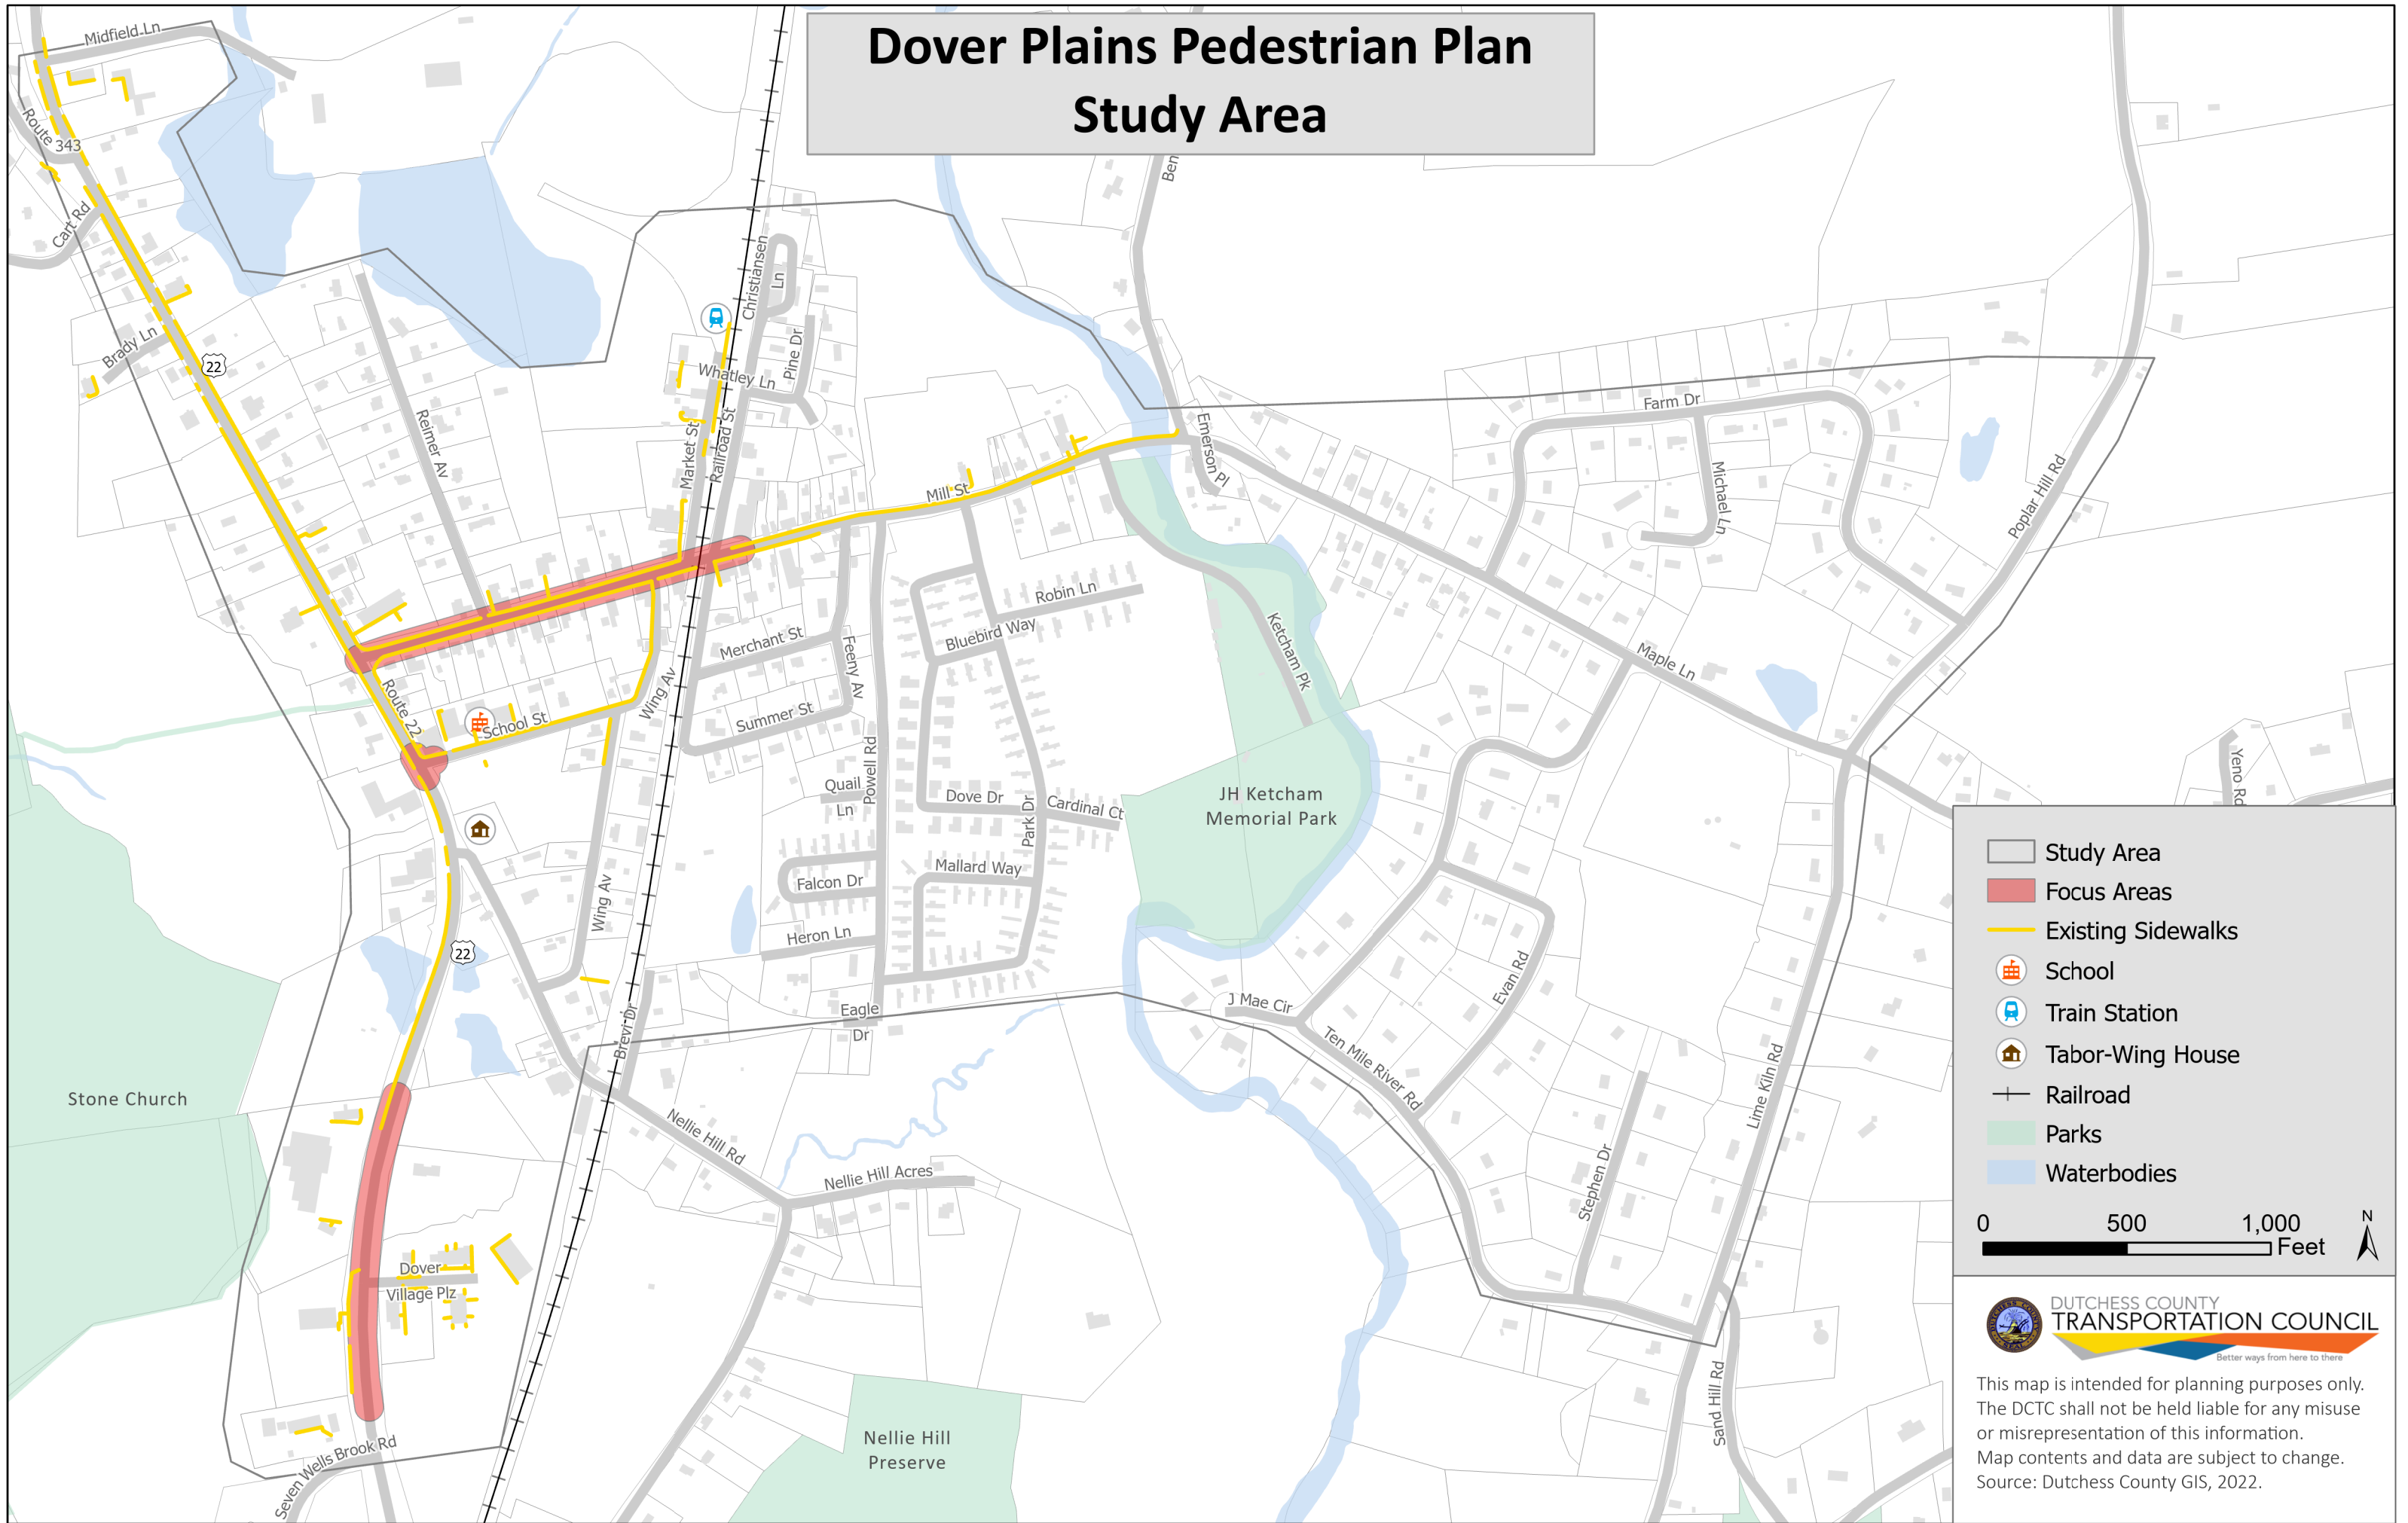 Dover Plains Pedestrian Plan
Study Area
Midfield Ln
Route 343
Cart Rd
Brady Ln
22
Reimer Av
Christiansen
Ln
Pine Dr
Whatley Ln
Market St
Railroad St
Ben
Emerson Pl
Mill St
Farm Dr
Michael Ln
Poplar Hill Rd
Robin Ln
Bluebird Way
Merchant St
Feeny Av
Summer St
Powell Rd
Ketcham Pk
Maple Ln
Route 22
School St
Wing Av
Quail
Ln
Dove Dr
Cardinal Ct
Park Dr
Mallard Way
Falcon Dr
Heron Ln
JH Ketcham
Memorial Park
Yeno Rd
Wing Av
22
Eagle
Dr
Brevi Dr
J Mae Cir
Evan Rd
Ten Mile River Rd
Lime Kiln Rd
Stephen Dr
Stone Church
Nellie Hill Rd
Nellie Hill Acres
Dover
Village Plz
Seven Wells Brook Rd
Nellie Hill
Preserve
Sand Hill Rd
Study Area
Focus Areas
Existing Sidewalks
School
Train Station
Tabor-Wing House
Railroad
Parks
Waterbodies
0 500 1,000
Feet
N
DUTCHESS COUNTY
TRANSPORTATION COUNCIL
Better ways from here to there
This map is intended for planning purposes only.
The DCTC shall not be held liable for any misuse
or misrepresentation of this information.
Map contents and data are subject to change.
Source: Dutchess County GIS, 2022.